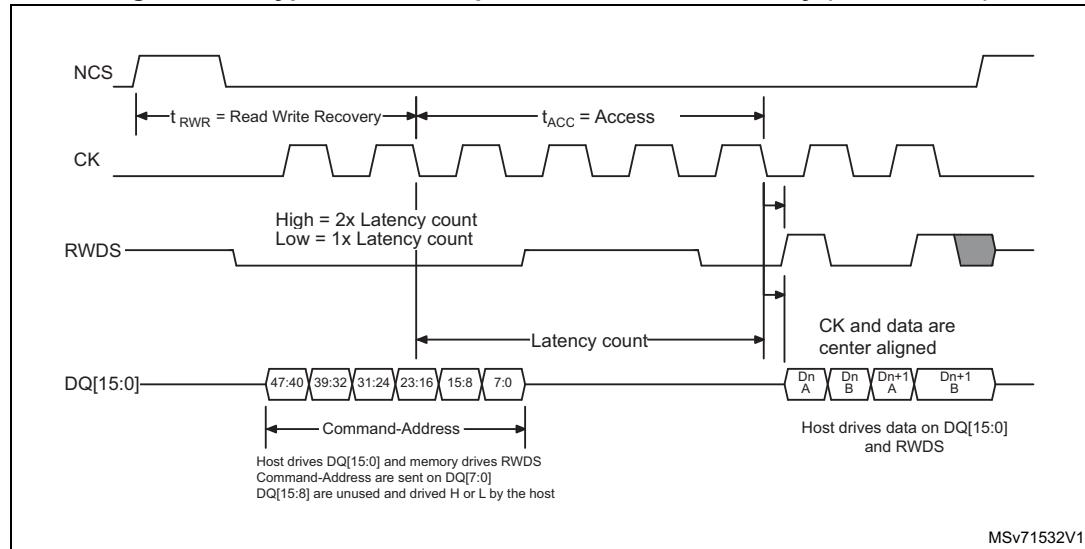 NCS
t RWR = Read Write Recovery
tACC = Access
CK
High = 2x Latency count
Low = 1x Latency count
RWDS
Latency count
CK and data are
center aligned
DQ[15:0]
47:40 39:32 31:24 23:16 15:8 7:0
Dn A
Dn B
Dn+1 A
Dn+1 B
Command-Address
Host drives data on DQ[15:0]
and RWDS
Host drives DQ[15:0] and memory drives RWDS
Command-Address are sent on DQ[7:0]
DQ[15:8] are unused and drived H or L by the host
MSv71532V1